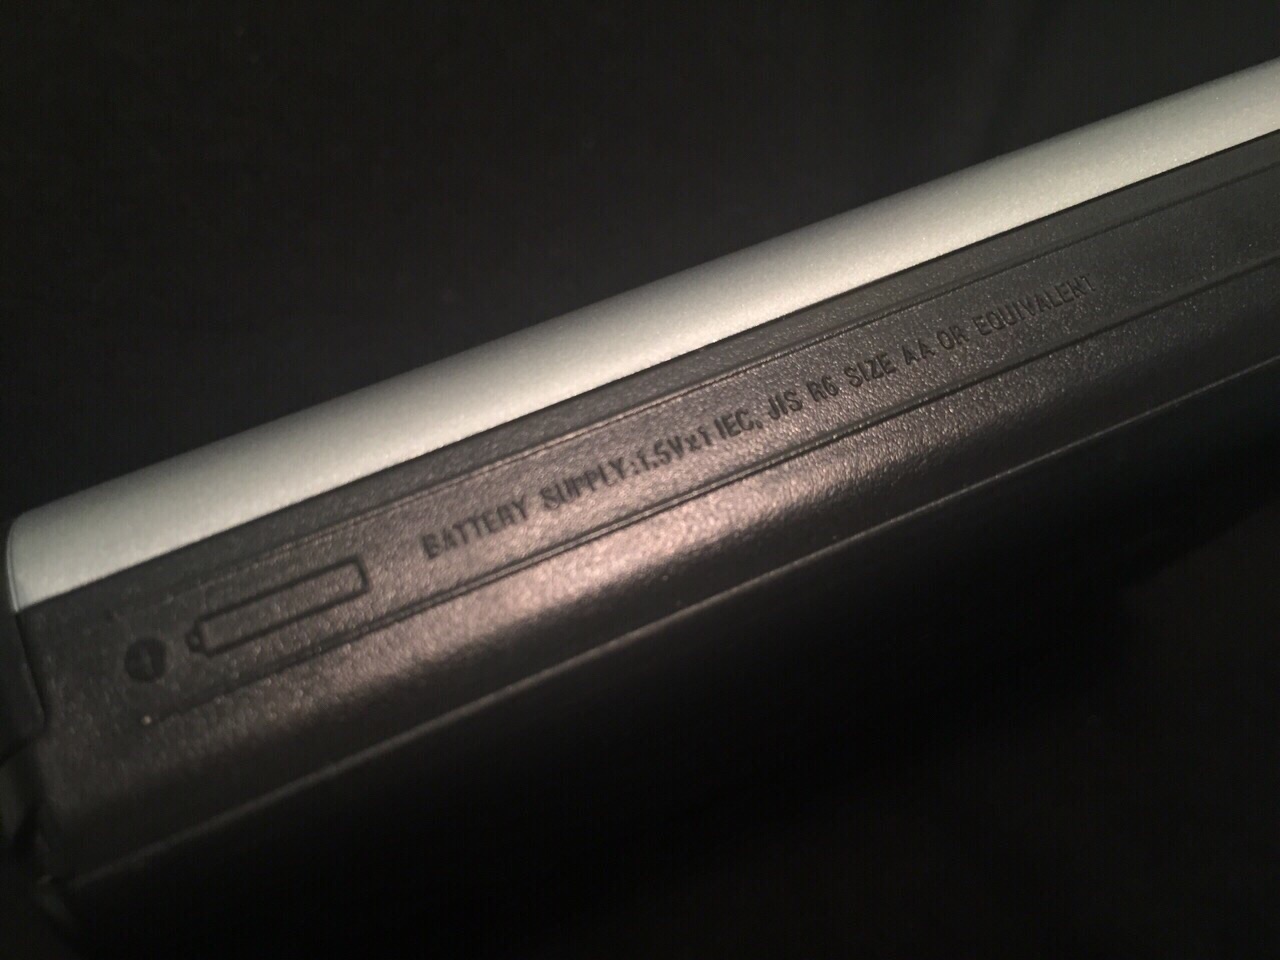 BATTERY SUPPLY:1.5Vx1 IEC, JIS R6 SIZE AA OR EQUIVALENT
+